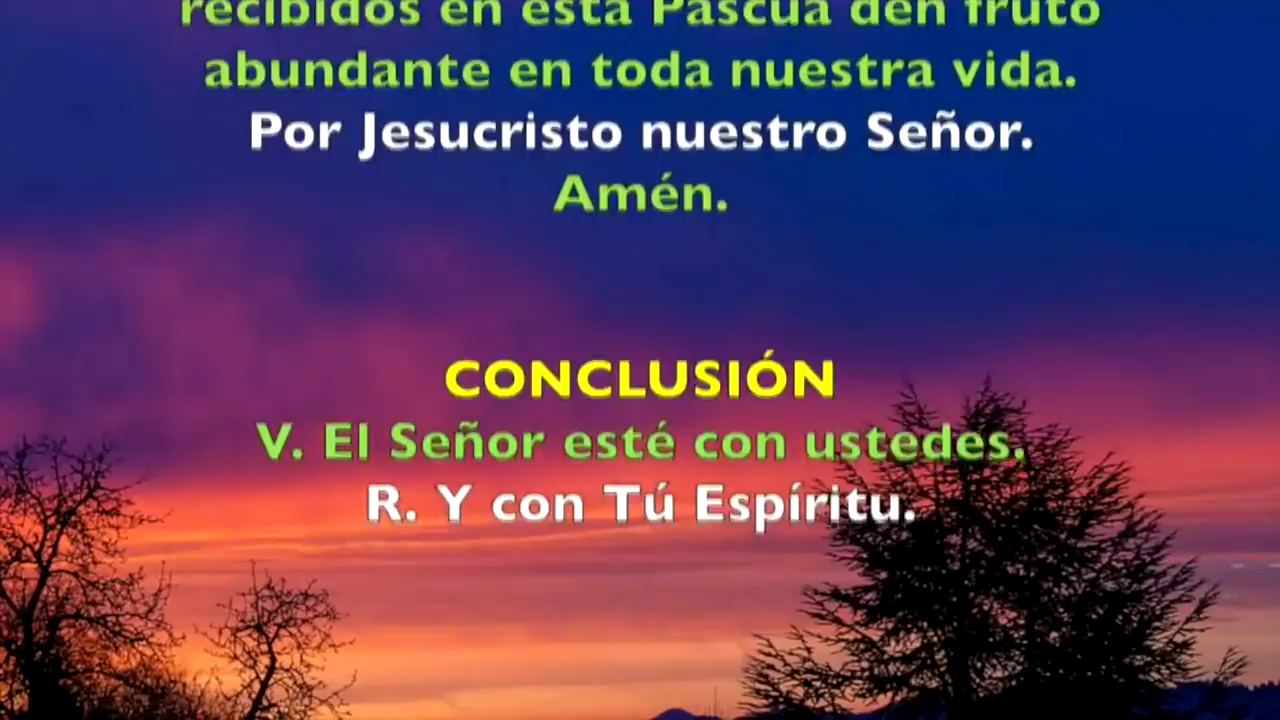 recibidos en esta Pascua den fruto
abundante en toda nuestra vida.
Por Jesucristo nuestro Señor.
Amén.
CONCLUSIÓN
V. El Señor esté con ustedes.
R. Y con Tú Espíritu.